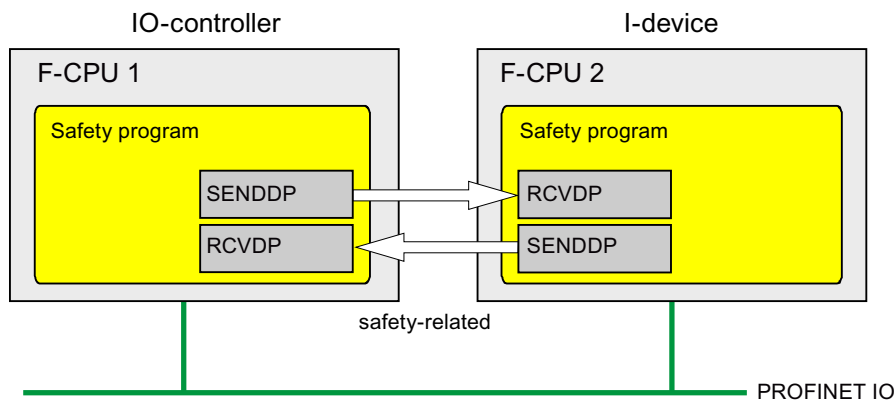 IO-controller
I-device
F-CPU 1
F-CPU 2
Safety program
Safety program
SENDDP
RCVDP
RCVDP
SENDDP
safety-related
PROFINET IO